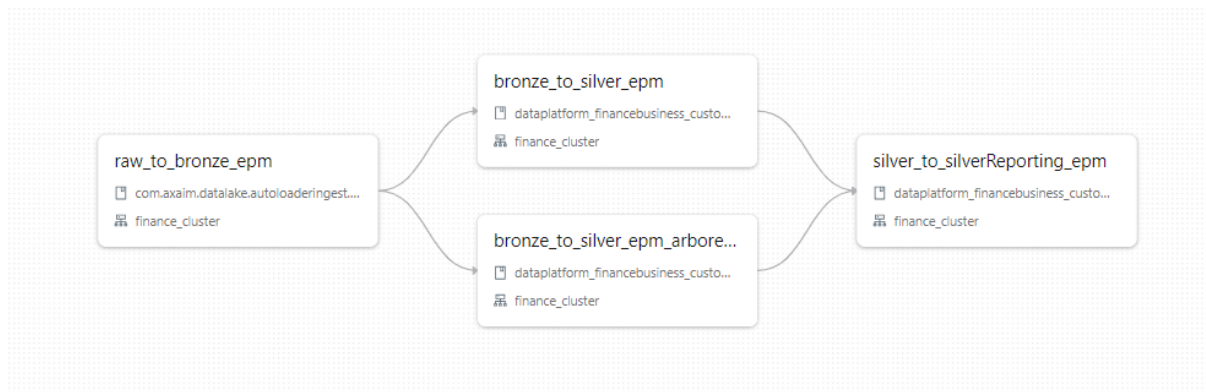 raw_to_bronze_epm
com.axaim.datalake.autoloaderingest....
finance_cluster
bronze_to_silver_epm
dataplatform_financebusiness_custo...
finance_cluster
bronze_to_silver_epm_arbore...
dataplatform_financebusiness_custo...
finance_cluster
silver_to_silverReporting_epm
dataplatform_financebusiness_custo...
finance_cluster